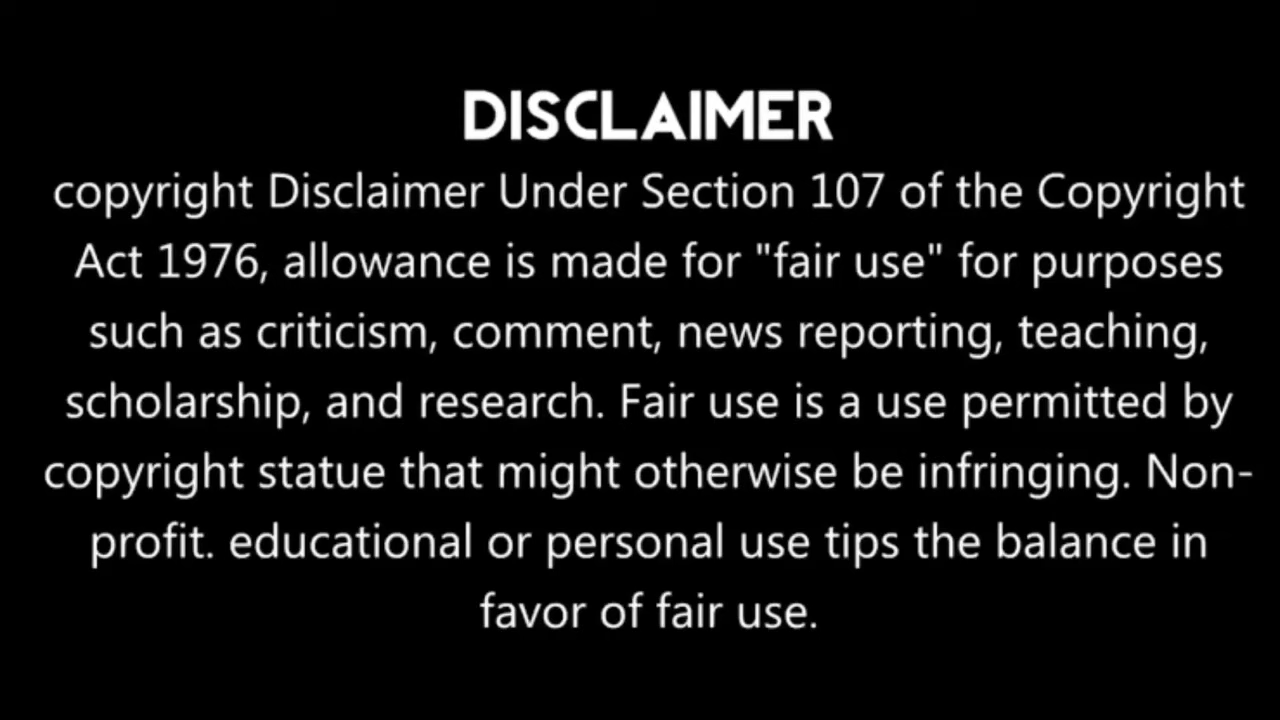 DISCLAIMER
copyright Disclaimer Under Section 107 of the Copyright
Act 1976, allowance is made for "fair use" for purposes
such as criticism, comment, news reporting, teaching,
scholarship, and research. Fair use is a use permitted by
copyright statue that might otherwise be infringing. Non-
profit. educational or personal use tips the balance in
favor of fair use.